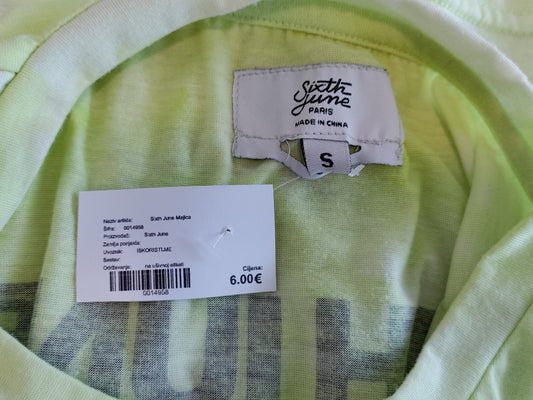 Sixth
June
PARIS
MADE IN CHINA
S
Naziv artikla: Sixth June Majica
Šifra: 0014958
Proizvođač: Sixth June
Zemlja porijekla:
Uvoznik: ISKORISTI.ME
Sastav:
Održavanje: na ušivnoj etiketi
Cijena:
6.00€
0014958